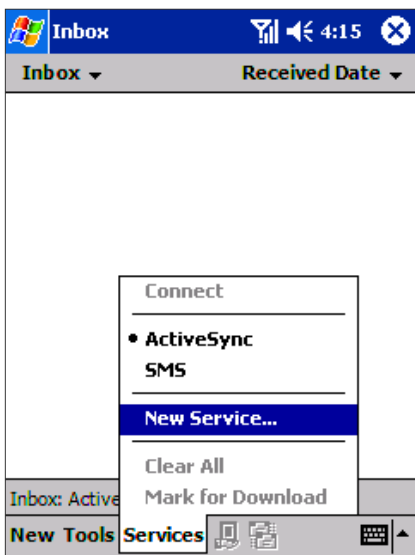 Inbox 4:15
Inbox Received Date
Connect
ActiveSync
SMS
New Service...
Clear All
Mark for Download
Inbox: Active
New Tools Services